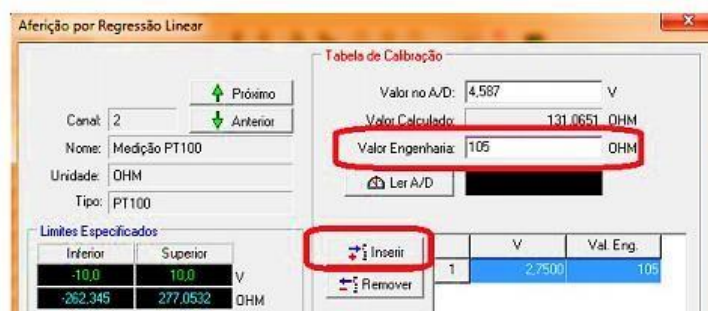 Aferição por Regressão Linear
Próximo
Canal: 2
Anterior
Nome: Medição PT100
Unidade: OHM
Tipo: PT100
Limites Especificados
Inferior Superior
-10,0 10,0 V
-262,345 277,0532 OHM
Tabela de Calibração
Valor no A/D: 4,587 V
Valor Calculado: 131,0651 OHM
Valor Engenharia: 105 OHM
Ler A/D
Inserir
Remover
V Val. Eng.
1 2,7500 105